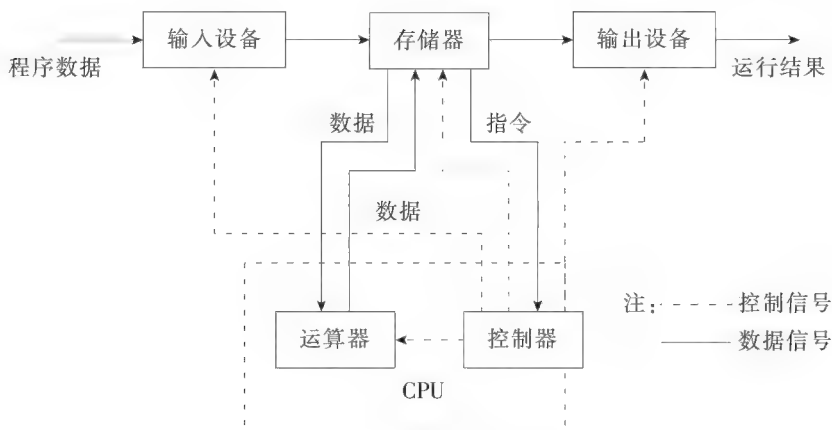 输入设备
存储器
输出设备
程序数据
运行结果
数据
指令
数据
注:
控制信号
数据信号
运算器
控制器
CPU